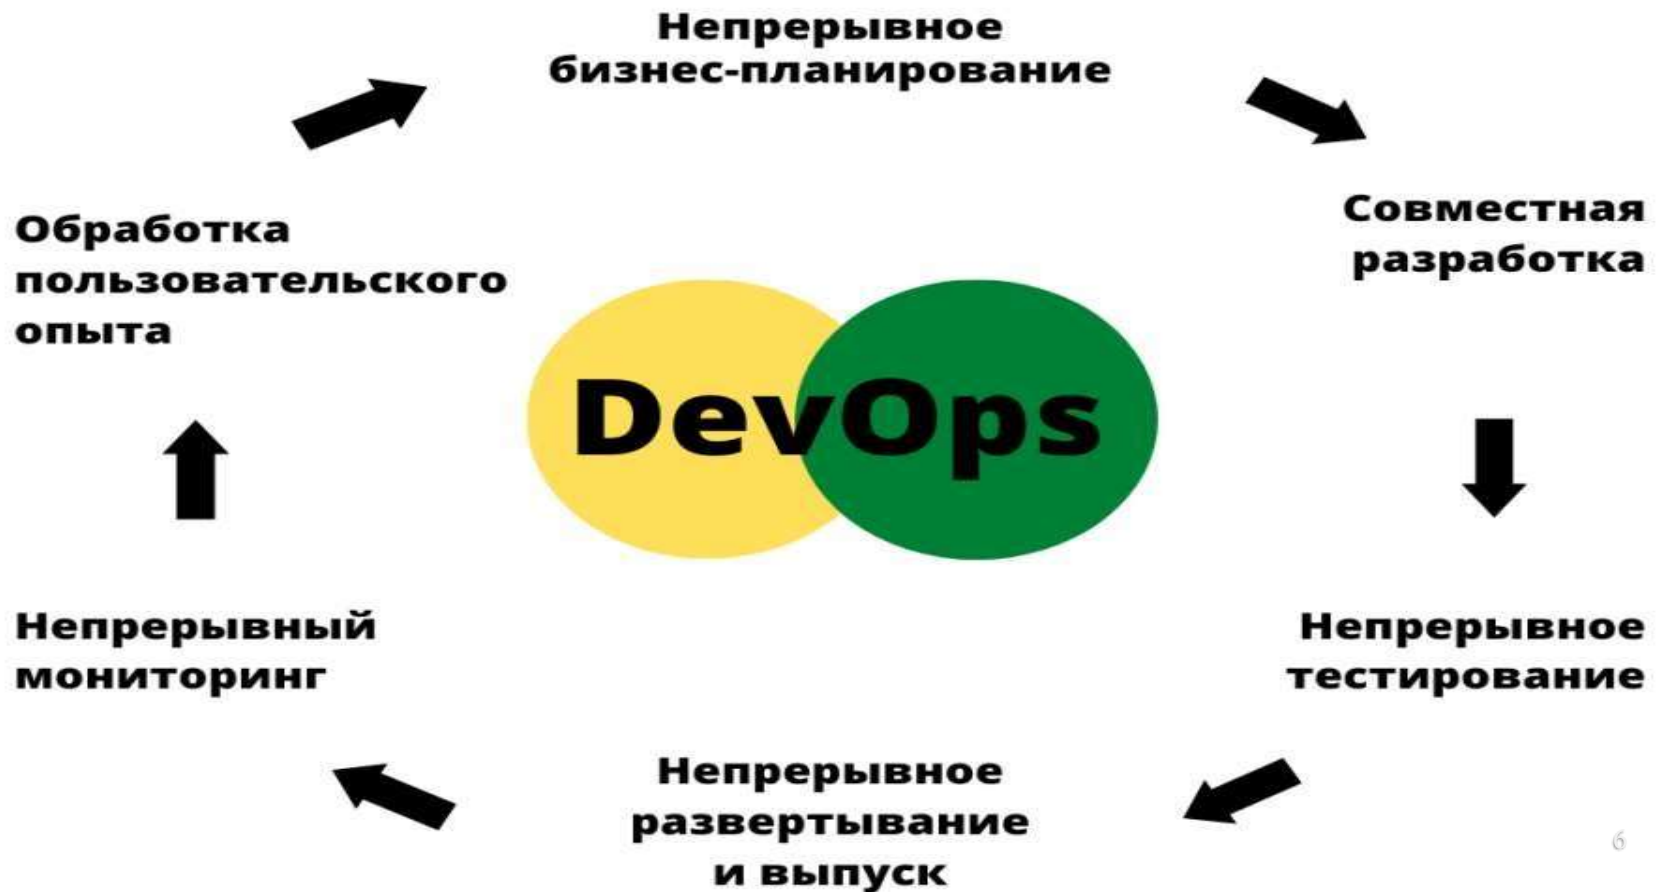 Непрерывное
бизнес-планирование
Совместная
разработка
Обработка
пользовательского
опыта
DevOps
Непрерывный
мониторинг
Непрерывное
тестирование
Непрерывное
развертывание
и выпуск
6